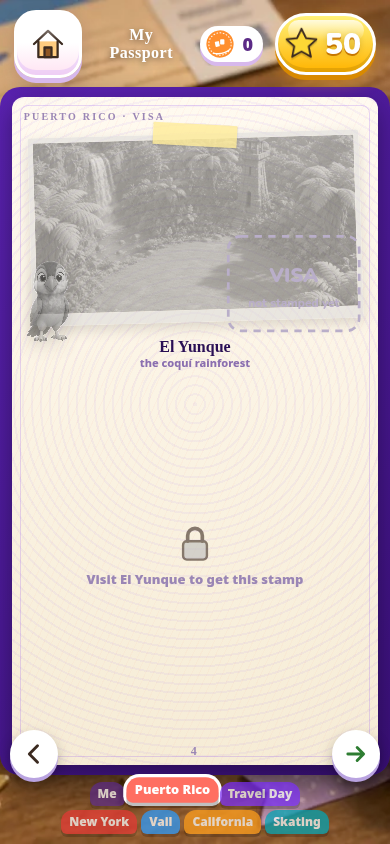 My
Passport
0
50
PUERTO RICO · VISA
VISA
El Yunque
the coquí rainforest
Visit El Yunque to get this stamp
4
Me
Puerto Rico
Travel Day
New York
Vail
California
Skating